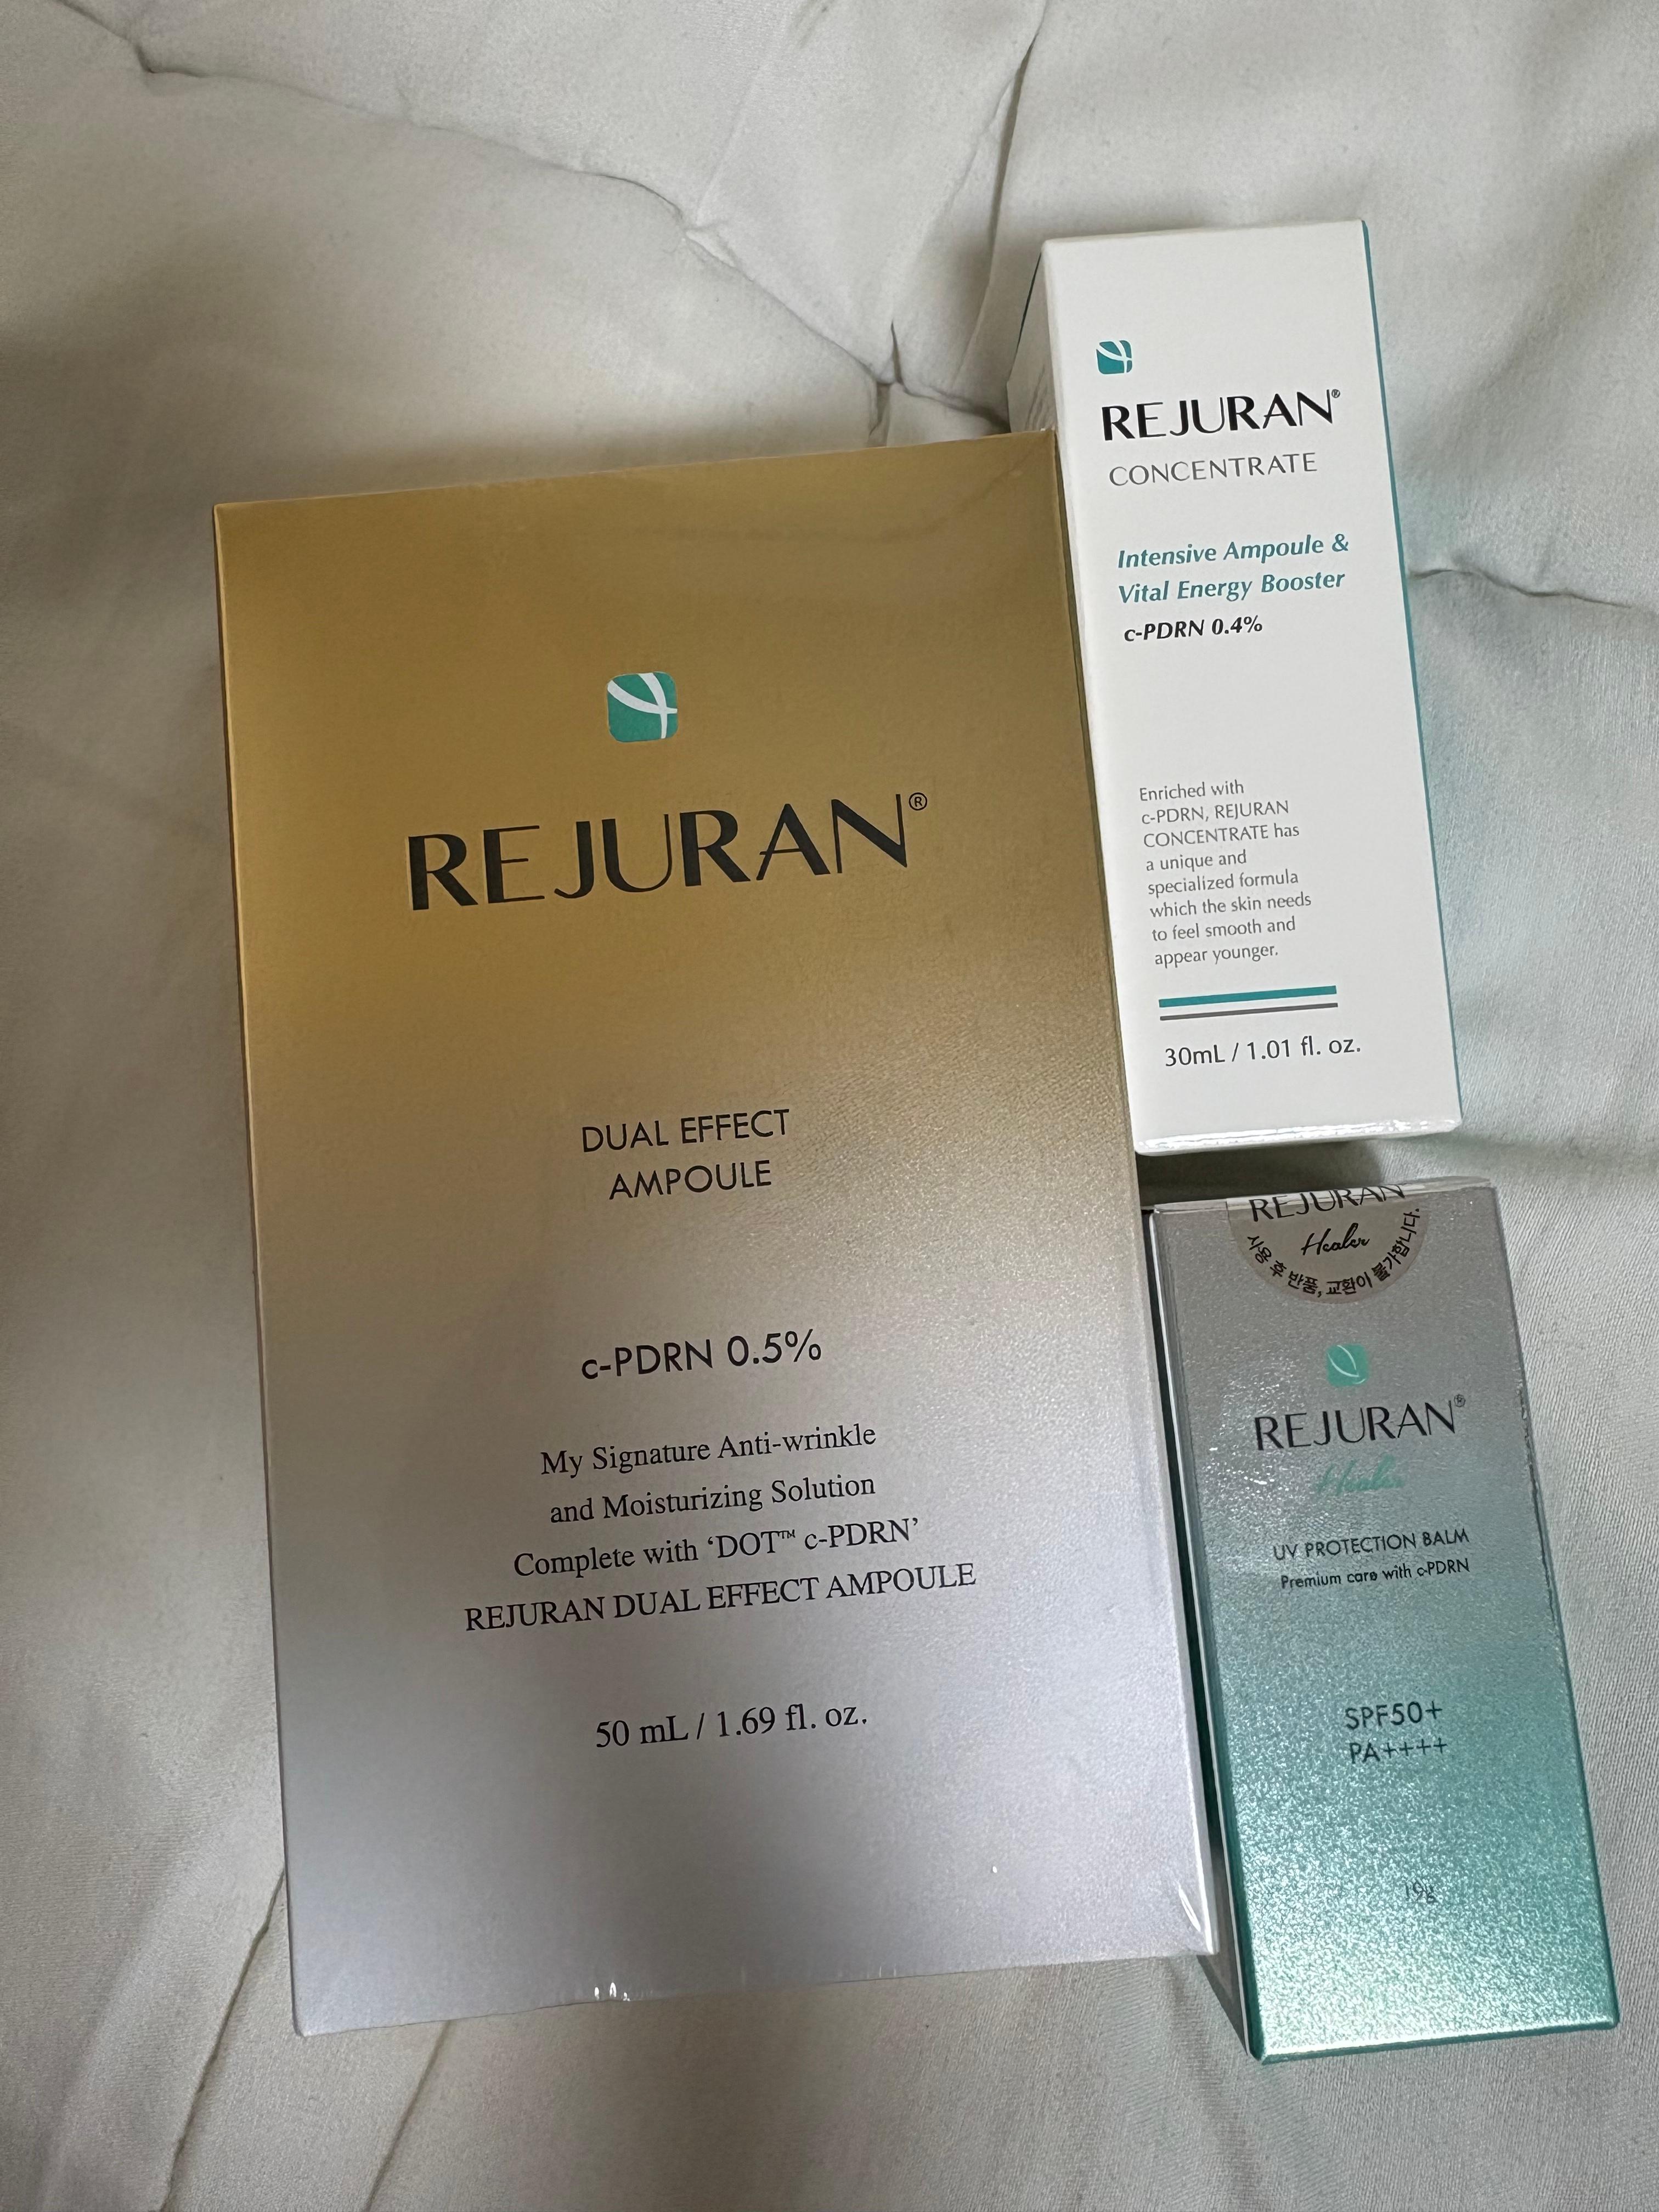 REJURAN®
DUAL EFFECT
AMPOULE
c-PDRN 0.5%
My Signature Anti-wrinkle
and Moisturizing Solution
Complete with ‘DOT™ c-PDRN’
REJURAN DUAL EFFECT AMPOULE
50 mL / 1.69 fl. oz.
REJURAN®
CONCENTRATE
Intensive Ampoule &
Vital Energy Booster
c-PDRN 0.4%
Enriched with
c-PDRN, REJURAN
CONCENTRATE has
a unique and
specialized formula
which the skin needs
to feel smooth and
appear younger.
30mL / 1.01 fl. oz.
REJURAN
Healer
사용 후 반품, 교환이 불가합니다.
REJURAN®
Healer
UV PROTECTION BALM
Premium care with c-PDRN
SPF50+
PA++++
19g